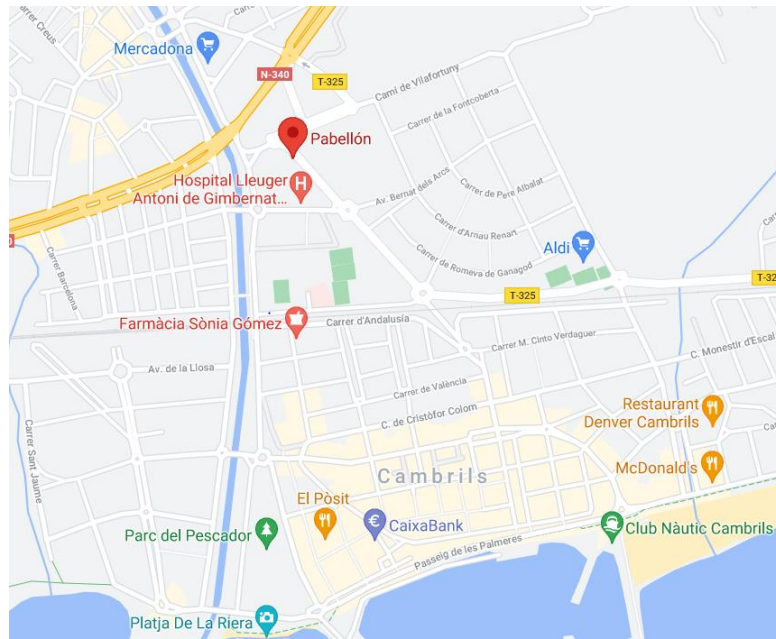 Carrer Creus
Mercadona
N-340
T-325
Camí de Vilafortuny
Carrer de la Fontcoberta
Pabellón
Hospital Lleuger
Antoni de Gimbernat...
Av. Bernat dels Arcs
Carrer de Pere Albalat
Carrer d'Arnau Renart
Carrer de Romeva de Ganagod
Aldi
Carrer Barcelona
T-325
T-32
Farmàcia Sònia Gómez
Carrer d'Andalusia
Carrer M. Cinto Verdaguer
C. Monestir d'Escal
Av. de la Llosa
Carrer de València
C. de Cristòfor Colom
Restaurant
Denver Cambrils
Carrer Sant Jaume
Cambrils
McDonald's
El Pòsit
CaixaBank
Parc del Pescador
Club Nàutic Cambrils
Passeig de les Palmeres
Platja De La Riera